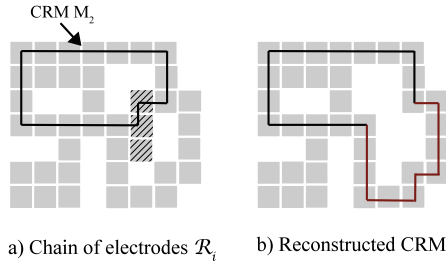 CRM M₂
a) Chain of electrodes ℛᵢ
b) Reconstructed CRM